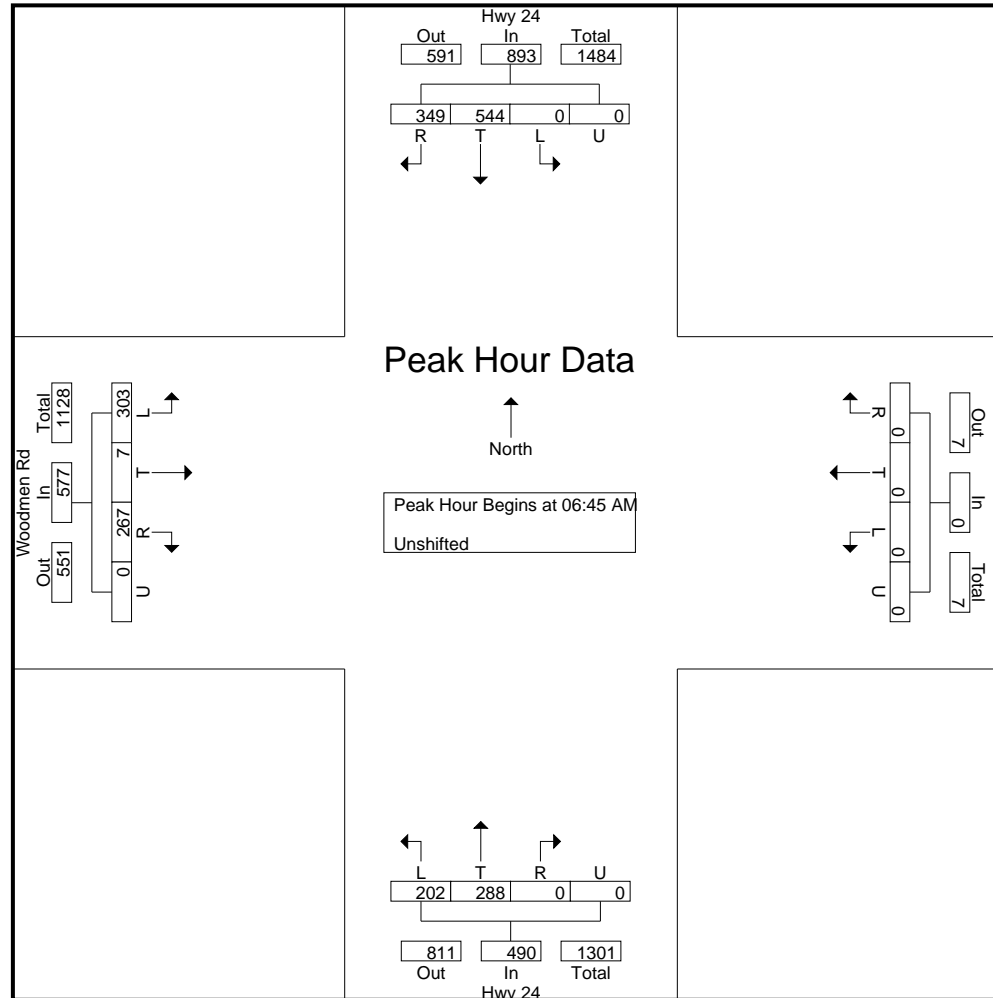 Hwy 24
Out In Total
591 893 1484
349 544 0 0
R T L U
Peak Hour Data
North
Peak Hour Begins at 06:45 AM
Unshifted
Woodmen Rd
Total In Out
1128 577 551
303 7 267 0
L T R U
R T L U
0 0 0 0
Out In Total
7 0 7
L T R U
202 288 0 0
811 490 1301
Out In Total
Hwy 24